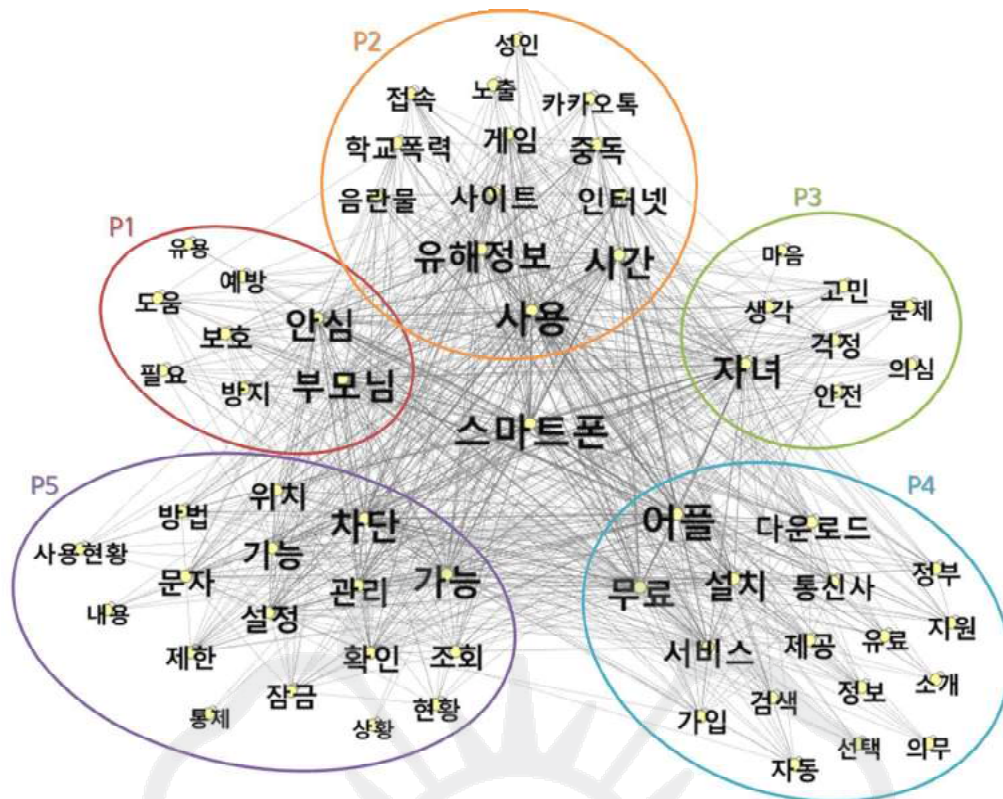 P2
성인
접속
노출
카카오톡
학교폭력
게임
중독
음란물
사이트
인터넷
유해정보
시간
사용
P1
유용
예방
도움
보호
안심
필요
방지
부모님
P3
마음
고민
생각
문제
걱정
자녀
의심
안전
스마트폰
P5
위치
방법
차단
사용현황
기능
문자
관리
가능
내용
설정
제한
확인
조회
잠금
통제
상황
현황
P4
어플
다운로드
무료
설치
통신사
정부
지원
서비스
제공
유료
검색
정보
소개
가입
선택
의무
자동